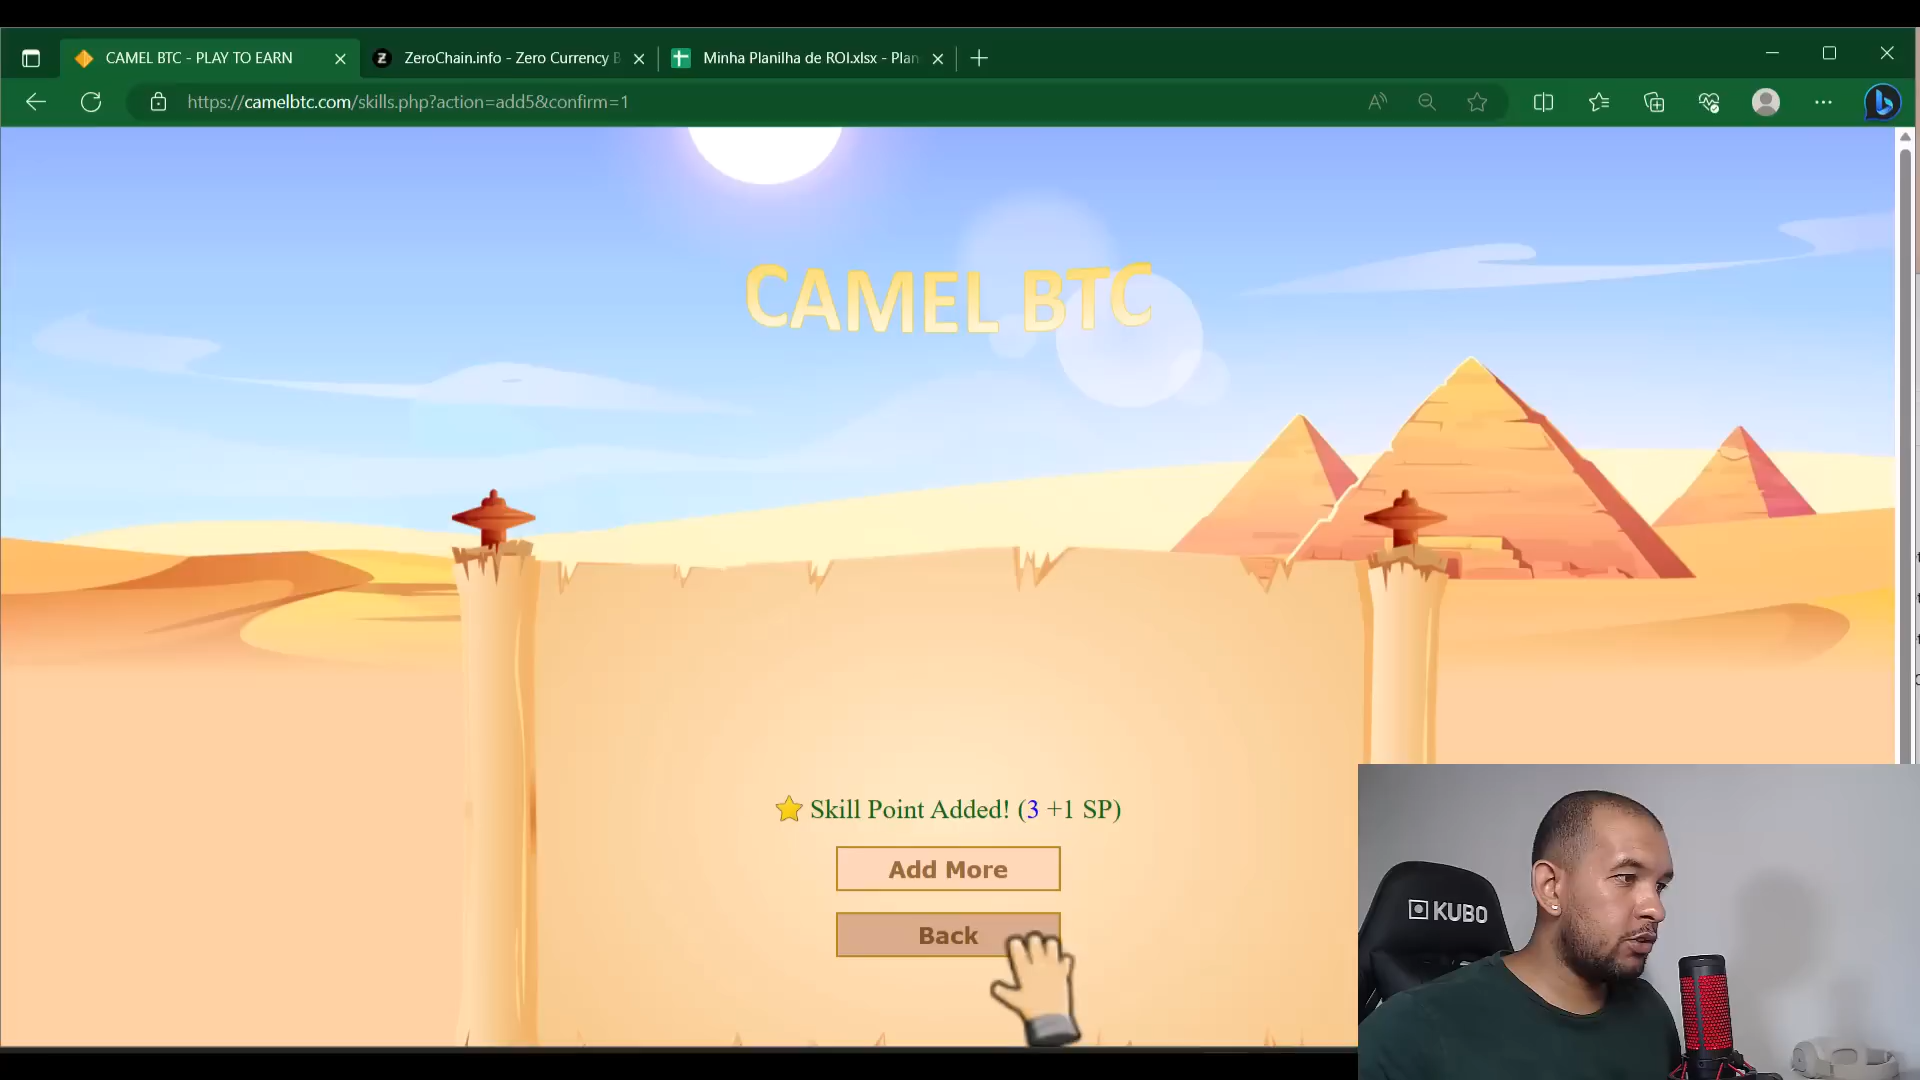 CAMEL BTC - PLAY TO EARN
ZeroChain.info - Zero Currency B
Minha Planilha de ROI.xlsx - Plan
https://camelbtc.com/skills.php?action=add5&confirm=1
CAMEL BTC
Skill Point Added! (3 +1 SP)
Add More
Back
KUBO